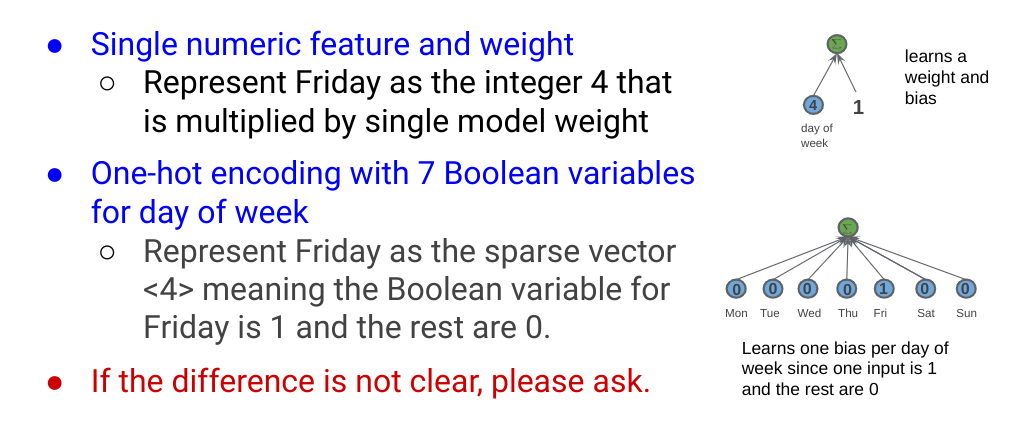 ● Single numeric feature and weight
○ Represent Friday as the integer 4 that
is multiplied by single model weight
● One-hot encoding with 7 Boolean variables
for day of week
○ Represent Friday as the sparse vector
<4> meaning the Boolean variable for
Friday is 1 and the rest are 0.
● If the difference is not clear, please ask.
Σ
learns a
weight and
bias
4 1
day of
week
Σ
0 0 0 0 1 0 0
Mon Tue Wed Thu Fri Sat Sun
Learns one bias per day of
week since one input is 1
and the rest are 0